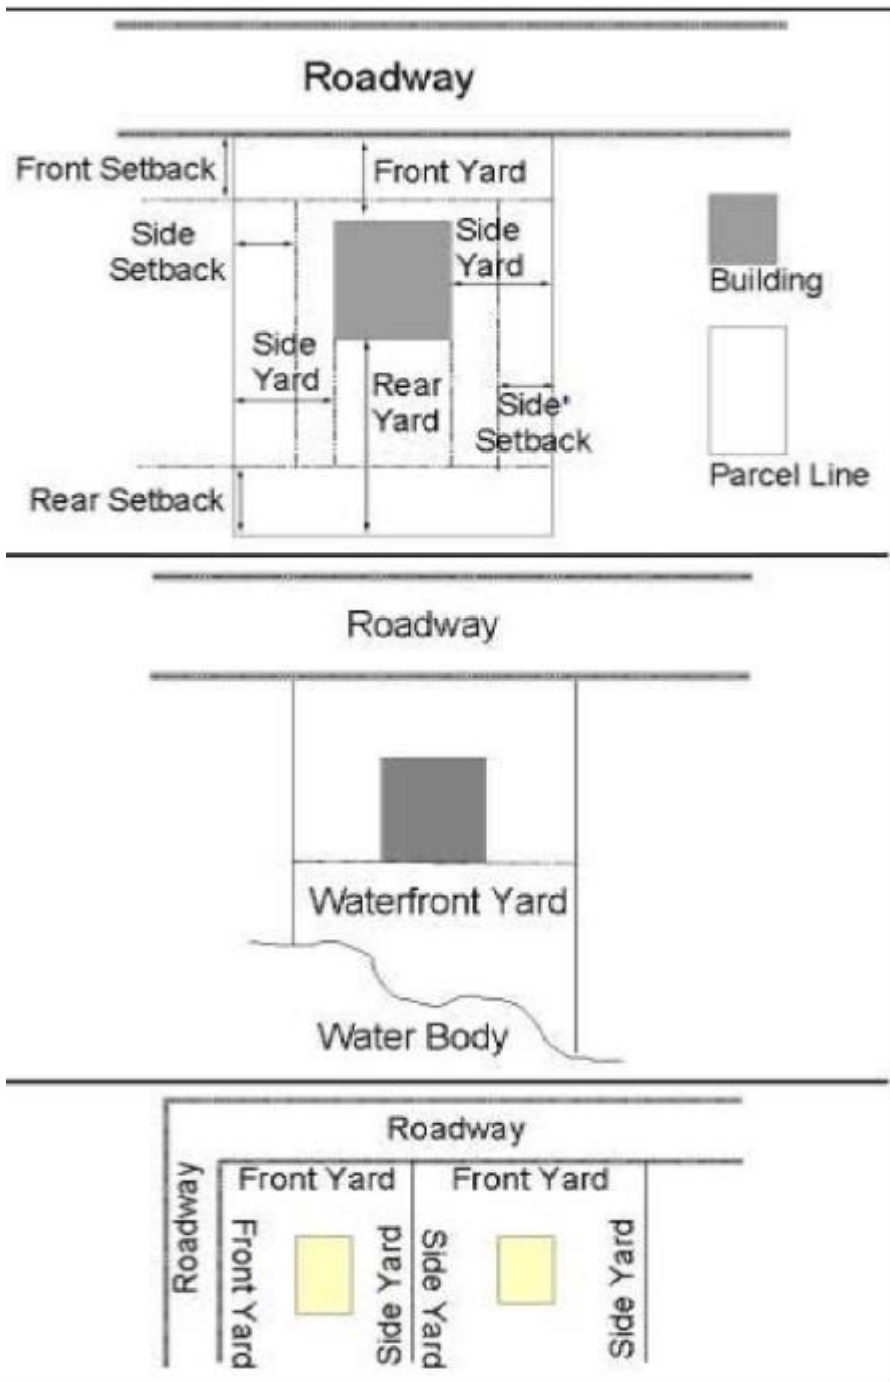 Roadway
Front Setback
Front Yard
Side
Setback
Side
Yard
Building
Side
Yard
Rear
Yard
Side*
Setback
Parcel Line
Rear Setback
Roadway
Waterfront Yard
Water Body
Roadway
Roadway
Front Yard
Front Yard
Front Yard
Side Yard
Side Yard
Side Yard